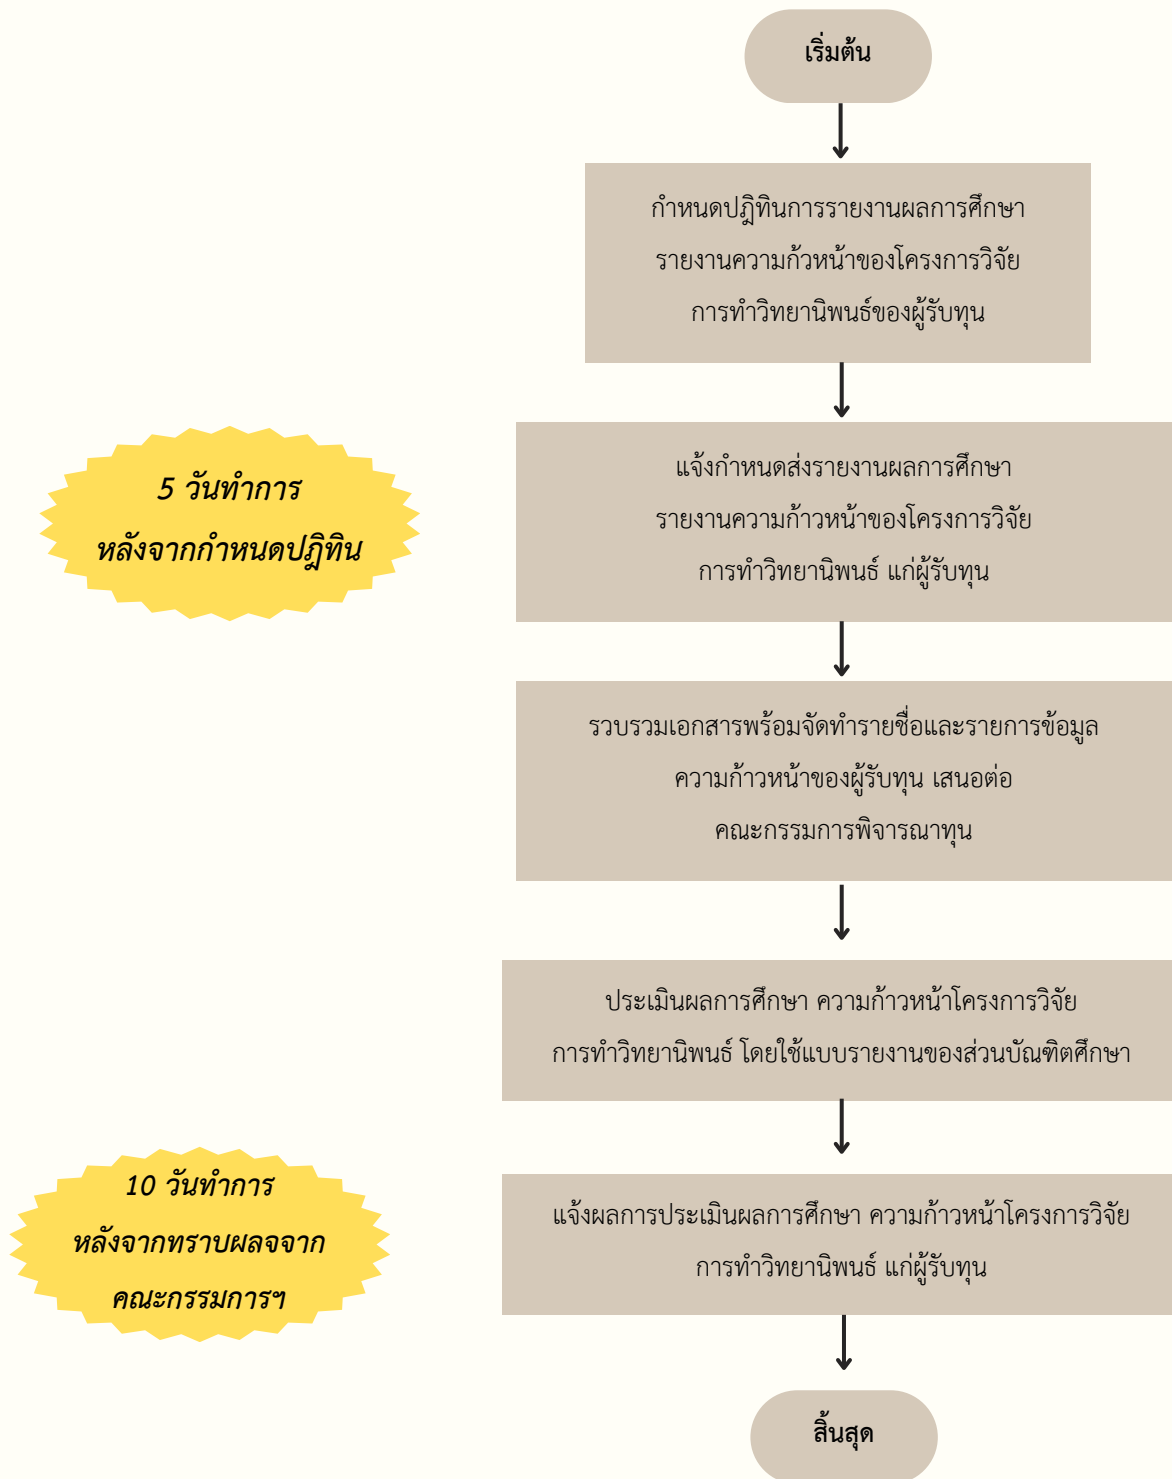 เริ่มต้น
กำหนดปฎิทินการรายงานผลการศึกษา
รายงานความก้วหน้าของโครงการวิจัย
การทำวิทยานิพนธ์ของผู้รับทุน
5 วันทำการ
หลังจากกำหนดปฎิทิน
แจ้งกำหนดส่งรายงานผลการศึกษา
รายงานความก้าวหน้าของโครงการวิจัย
การทำวิทยานิพนธ์ แก่ผู้รับทุน
รวบรวมเอกสารพร้อมจัดทำรายชื่อและรายการข้อมูล
ความก้าวหน้าของผู้รับทุน เสนอต่อ
คณะกรรมการพิจารณาทุน
ประเมินผลการศึกษา ความก้าวหน้าโครงการวิจัย
การทำวิทยานิพนธ์ โดยใช้แบบรายงานของส่วนบัณฑิตศึกษา
10 วันทำการ
หลังจากทราบผลจจาก
คณะกรรมการฯ
แจ้งผลการประเมินผลการศึกษา ความก้าวหน้าโครงการวิจัย
การทำวิทยานิพนธ์ แก่ผู้รับทุน
สิ้นสุด